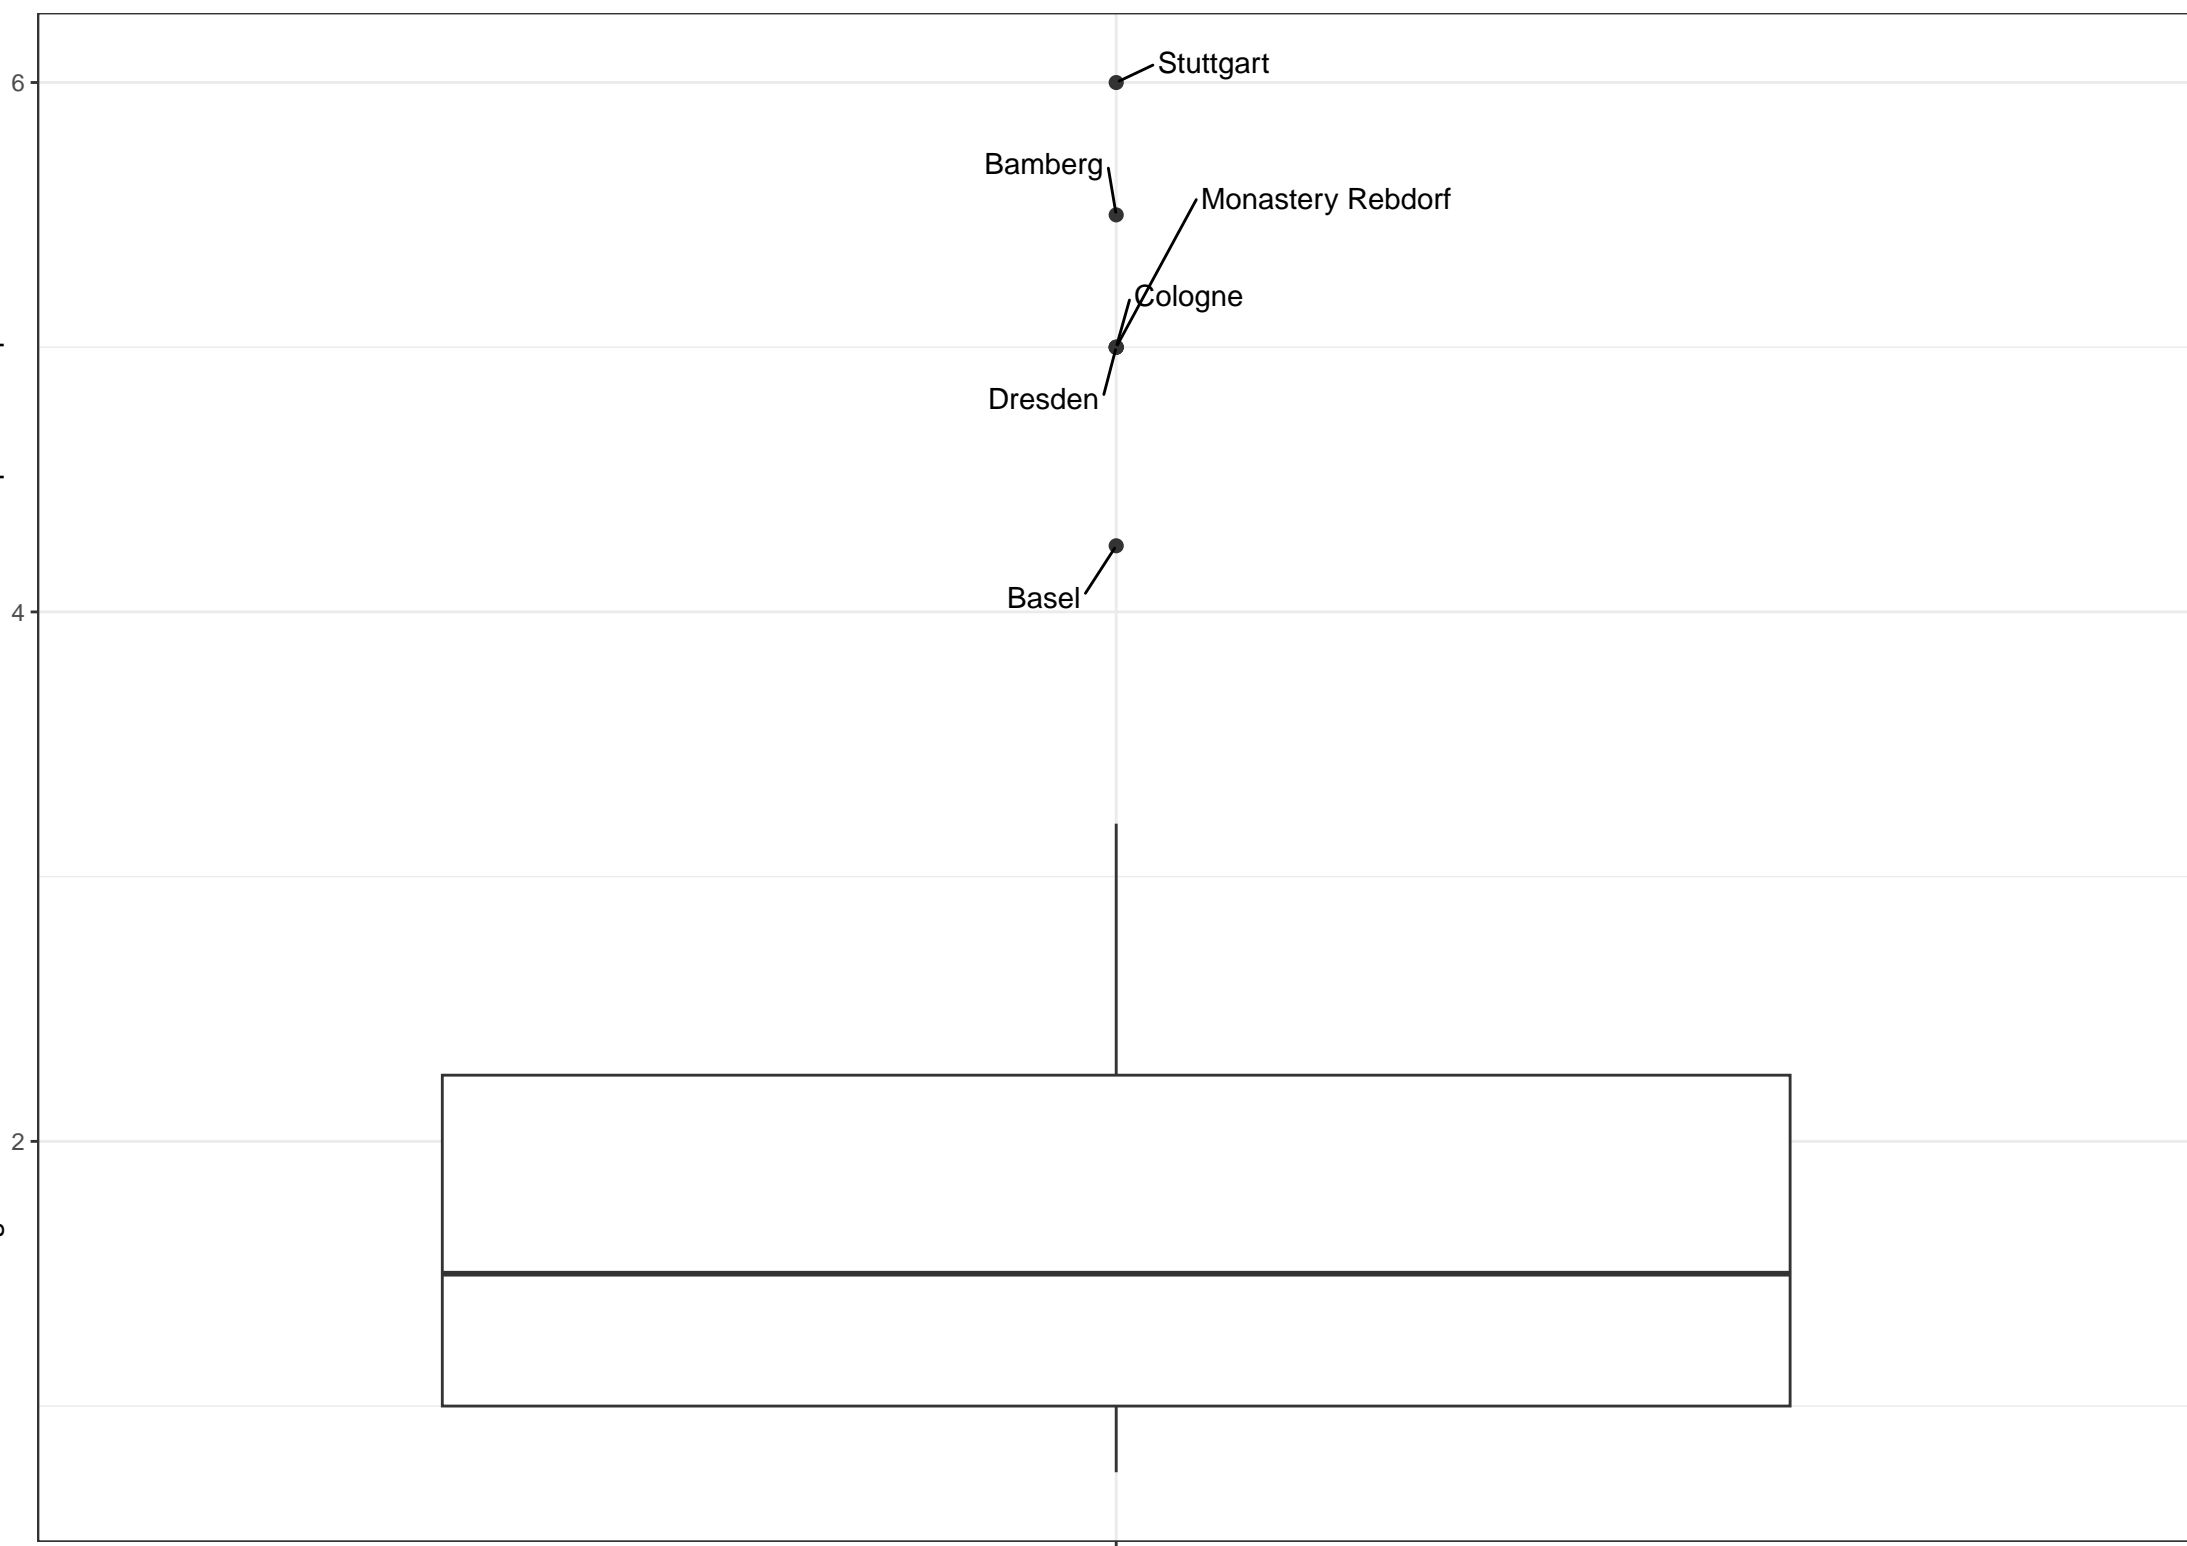 6
Stuttgart
Bamberg
Monastery Rebdorf
Cologne
Dresden
Basel
4
2